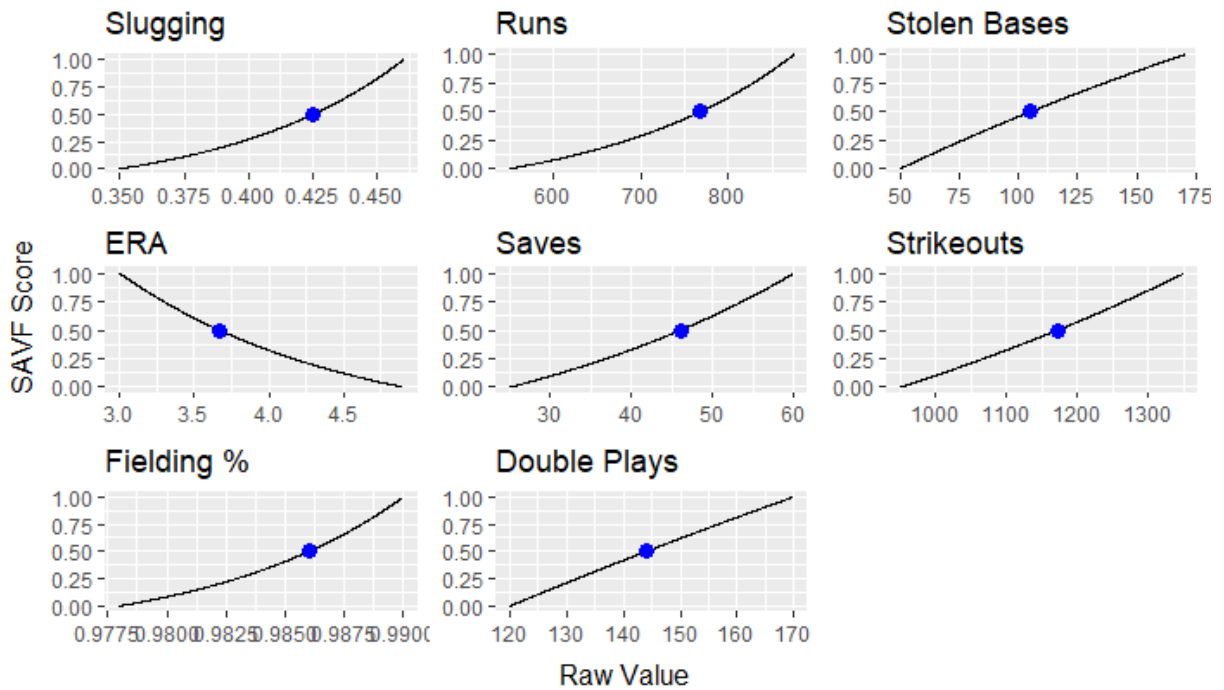 Slugging
1.00
0.75
0.50
0.25
0.00
0.350 0.375 0.400 0.425 0.450
Runs
1.00
0.75
0.50
0.25
0.00
600 700 800
Stolen Bases
1.00
0.75
0.50
0.25
0.00
50 75 100 125 150 175
SAVF Score
ERA
1.00
0.75
0.50
0.25
0.00
3.0 3.5 4.0 4.5
Saves
1.00
0.75
0.50
0.25
0.00
30 40 50 60
Strikeouts
1.00
0.75
0.50
0.25
0.00
1000 1100 1200 1300
Fielding %
1.00
0.75
0.50
0.25
0.00
0.9775 0.9800 0.9825 0.9850 0.9875 0.990
Double Plays
1.00
0.75
0.50
0.25
0.00
120 130 140 150 160 170
Raw Value